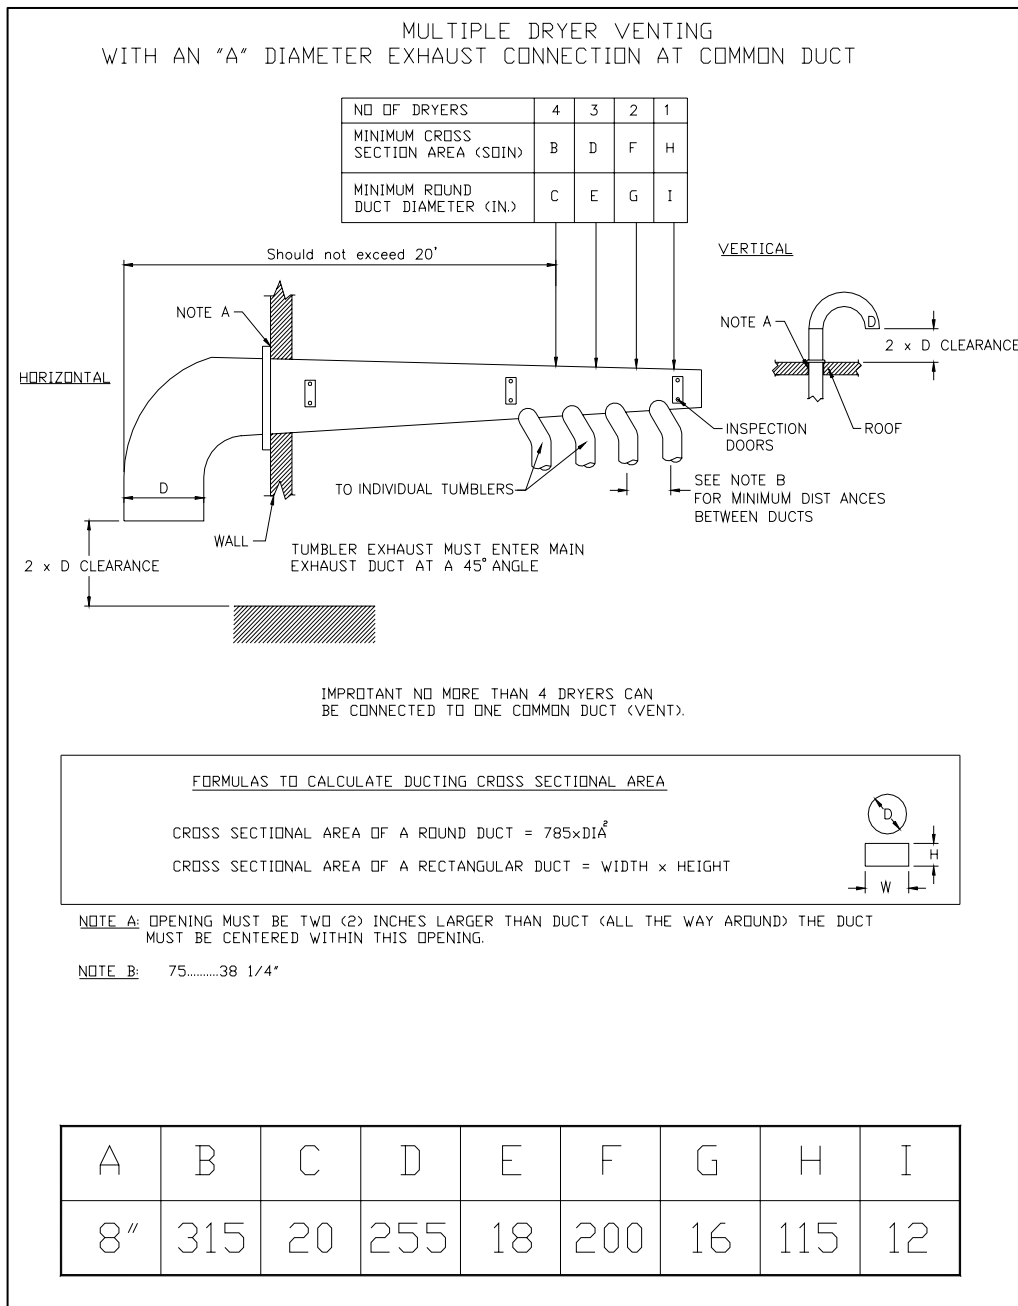 MULTIPLE DRYER VENTING
WITH AN "A" DIAMETER EXHAUST CONNECTION AT COMMON DUCT
NO OF DRYERS 4 3 2 1
MINIMUM CROSS
SECTION AREA (SQIN) B D F H
MINIMUM ROUND
DUCT DIAMETER (IN.) C E G I
Should not exceed 20'
VERTICAL
NOTE A
NOTE A
D
2 x D CLEARANCE
HORIZONTAL
INSPECTION
DOORS
ROOF
D
TO INDIVIDUAL TUMBLERS
SEE NOTE B
FOR MINIMUM DIST ANCES
BETWEEN DUCTS
WALL
2 x D CLEARANCE
TUMBLER EXHAUST MUST ENTER MAIN
EXHAUST DUCT AT A 45° ANGLE
IMPROTANT NO MORE THAN 4 DRYERS CAN
BE CONNECTED TO ONE COMMON DUCT (VENT).
FORMULAS TO CALCULATE DUCTING CROSS SECTIONAL AREA
CROSS SECTIONAL AREA OF A ROUND DUCT = 785xDIA²
CROSS SECTIONAL AREA OF A RECTANGULAR DUCT = WIDTH x HEIGHT
D
H
W
NOTE A: OPENING MUST BE TWO (2) INCHES LARGER THAN DUCT (ALL THE WAY AROUND) THE DUCT
MUST BE CENTERED WITHIN THIS OPENING.
NOTE B: 75.........38 1/4"
A B C D E F G H I
8" 315 20 255 18 200 16 115 12